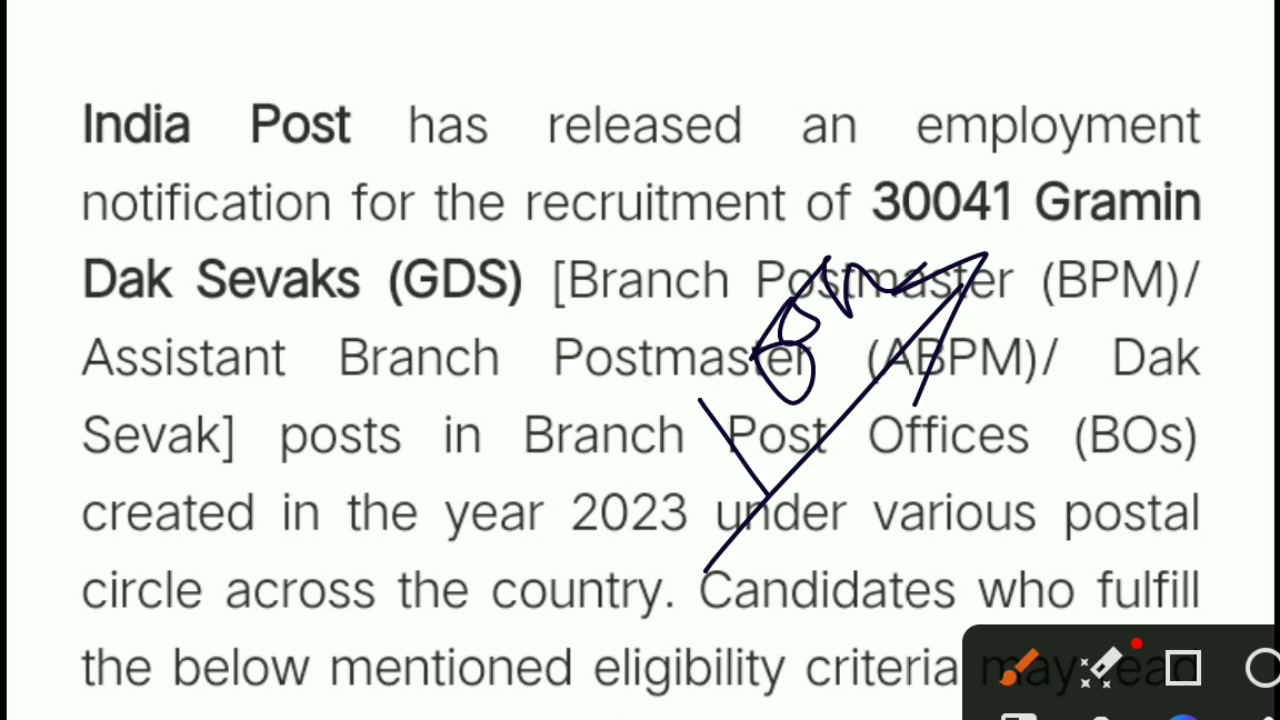 India Post has released an employment
notification for the recruitment of 30041 Gramin
Dak Sevaks (GDS) [Branch Postmaster (BPM)/
Assistant Branch Postmaster (ABPM)/ Dak
Sevak] posts in Branch Post Offices (BOs)
created in the year 2023 under various postal
circle across the country. Candidates who fulfill
the below mentioned eligibility criteria may read